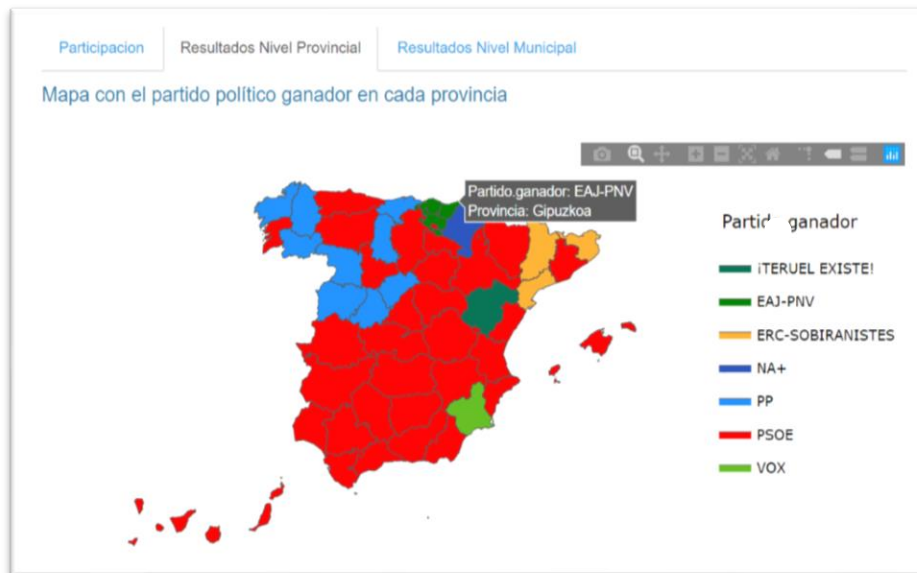 Participacion
Resultados Nivel Provincial
Resultados Nivel Municipal
Mapa con el partido político ganador en cada provincia
Partido.ganador: EAJ-PNV
Provincia: Gipuzkoa
ganador
¡TERUEL EXISTE!
EAJ-PNV
ERC-SOBIRANISTES
NA+
PP
PSOE
VOX